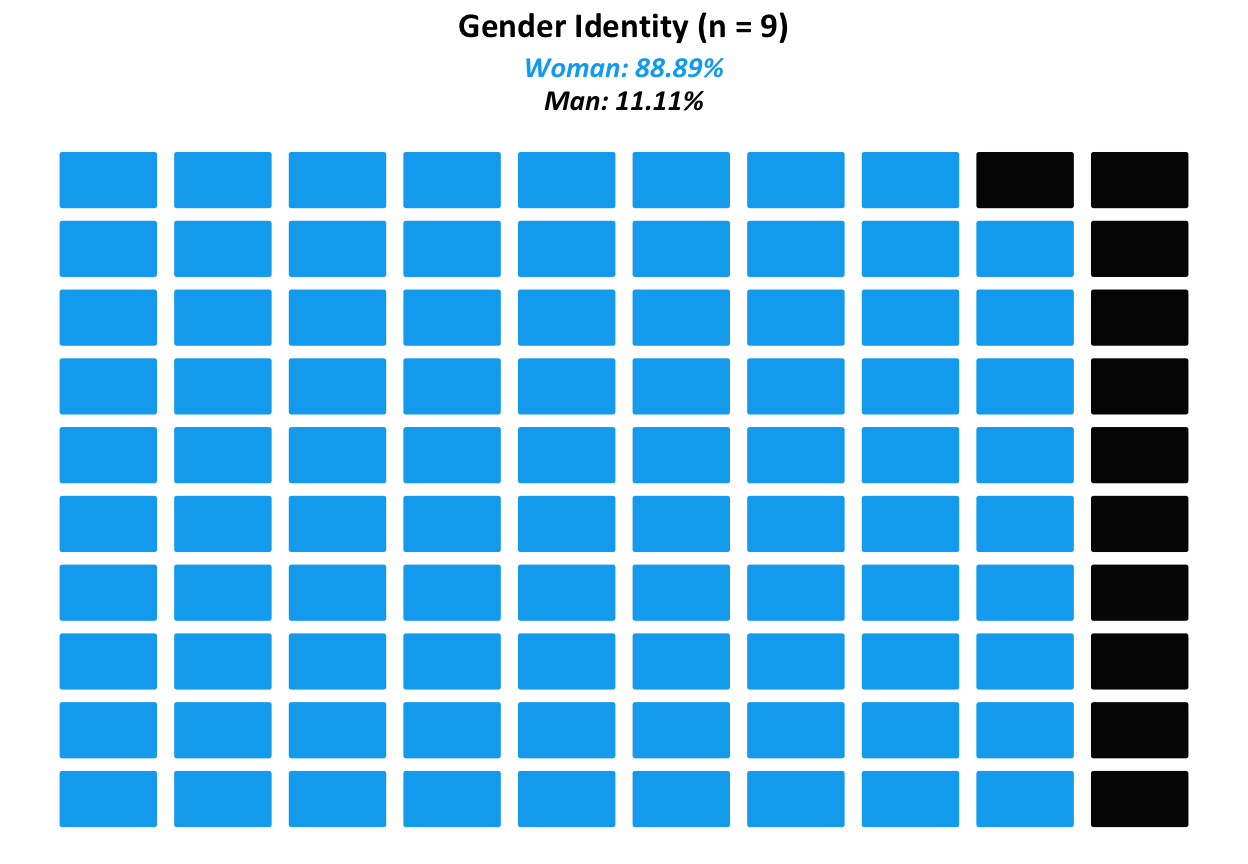 Gender Identity (n = 9)
Woman: 88.89%
Man: 11.11%